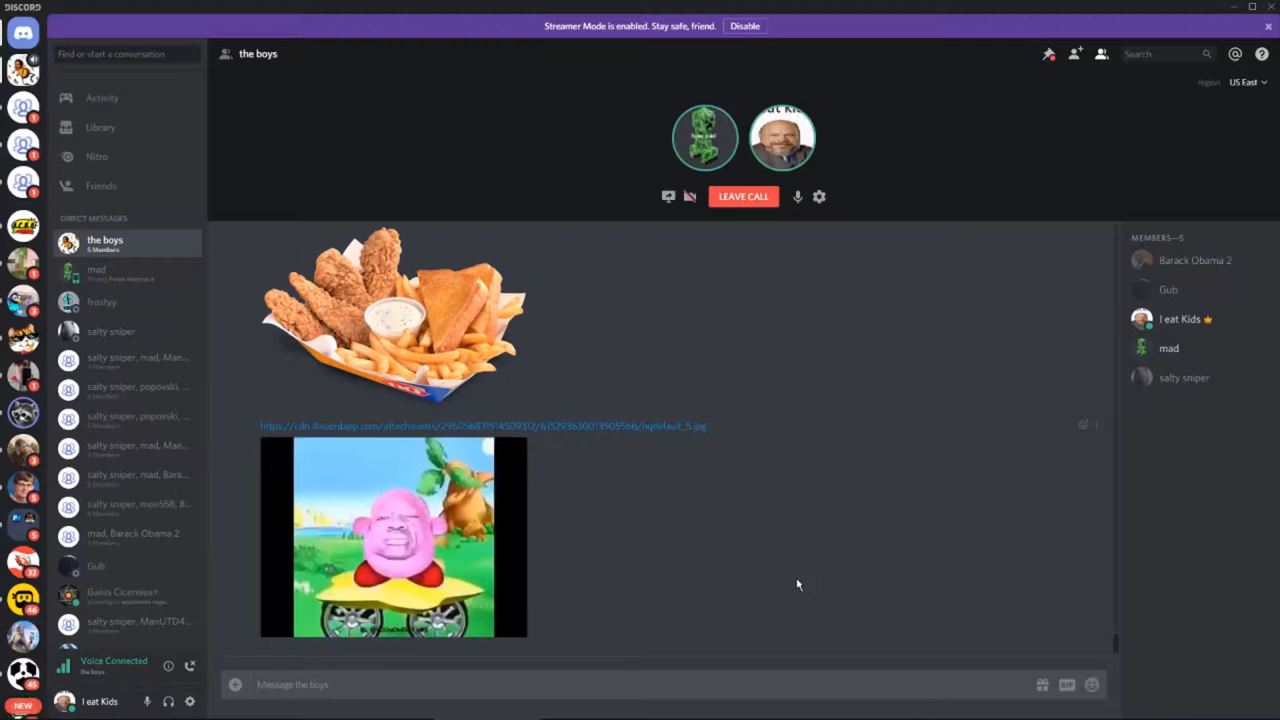 DISCORD
Streamer Mode is enabled. Stay safe, friend. Disable
Find or start a conversation
the boys
Search
region US East
Activity
Library
Nitro
Friends
LEAVE CALL
DIRECT MESSAGES
the boys
5 Members
mad
frostyy
salty sniper
salty sniper, mad, Man...
salty sniper, popovski, ...
salty sniper, popovski, ...
salty sniper, mad, Man...
salty sniper, mad, Bara...
salty sniper, moo558, B...
mad, Barack Obama 2
Gub
Gaius Cicereius+
salty sniper, ManUTD4...
Voice Connected
the boys
I eat Kids
NEW
MEMBERS—5
Barack Obama 2
Gub
I eat Kids
mad
salty sniper
Message the boys
GIF